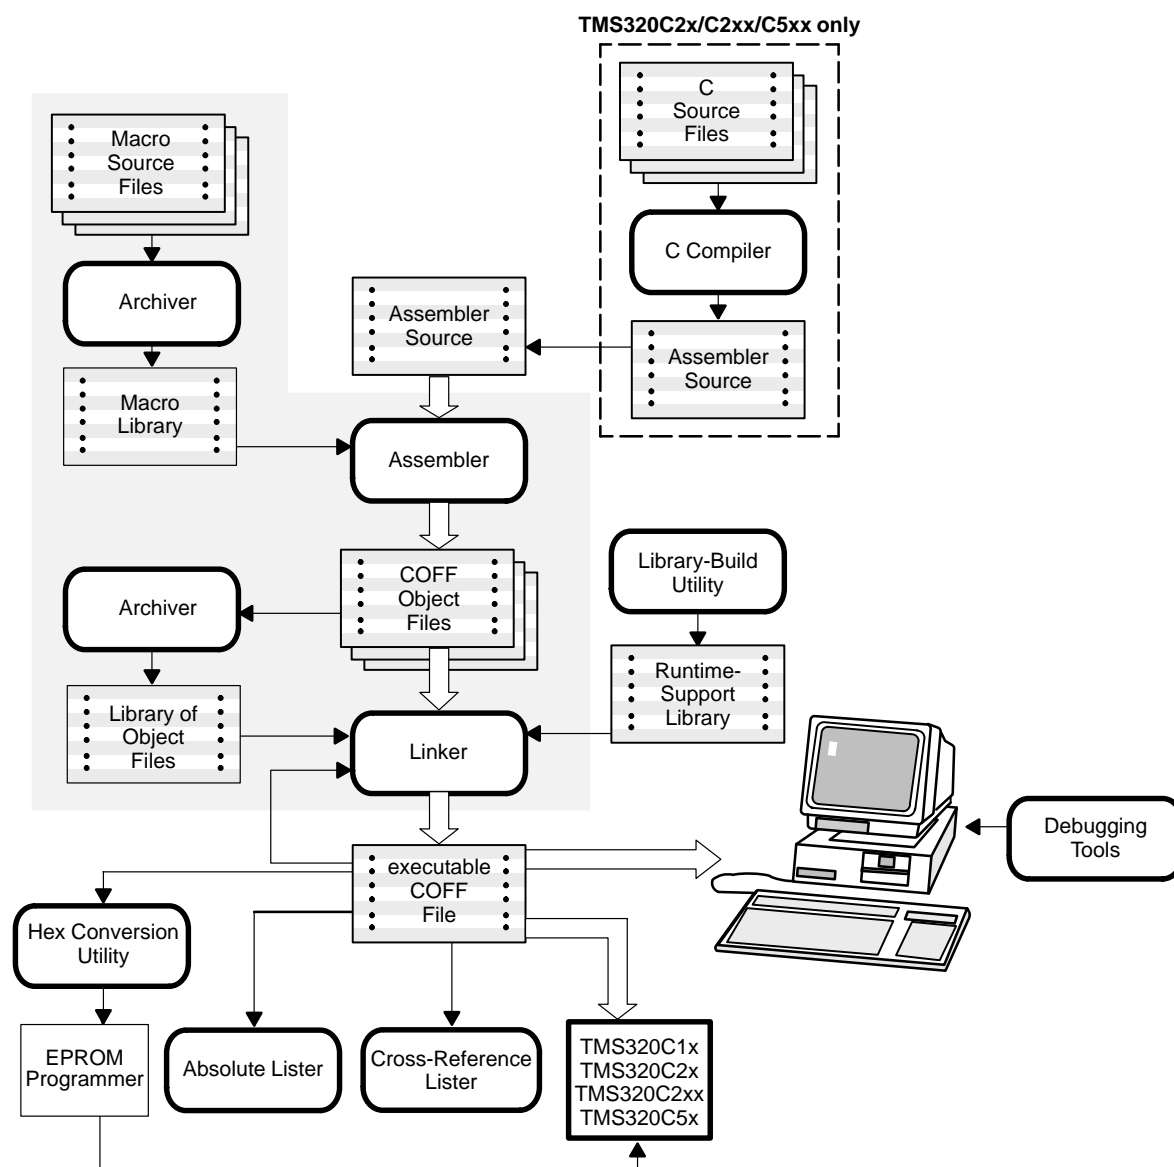 TMS320C2x/C2xx/C5xx only
C
Source
Files
Macro
Source
Files
C Compiler
Archiver
Assembler
Source
Assembler
Source
Macro
Library
Assembler
COFF
Object
Files
Library-Build
Utility
Archiver
Runtime-
Support
Library
Library of
Object
Files
Linker
Debugging
Tools
executable
COFF
File
Hex Conversion
Utility
EPROM
Programmer
Absolute Lister
Cross-Reference
Lister
TMS320C1x
TMS320C2x
TMS320C2xx
TMS320C5x